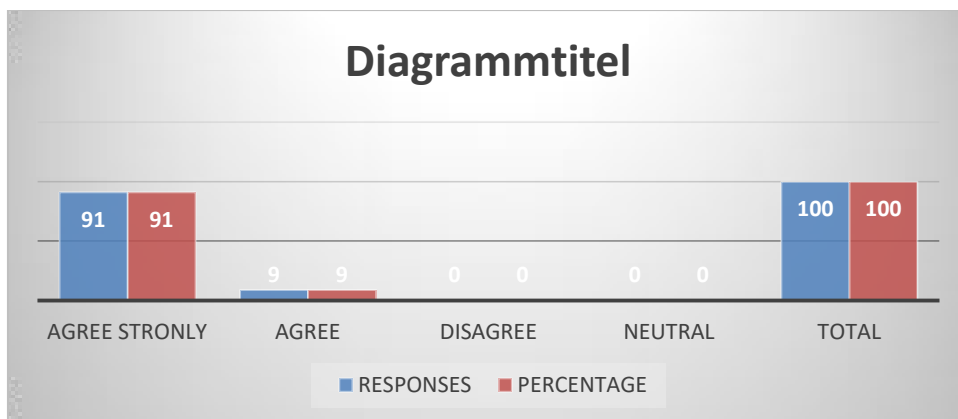 Diagrammtitel
91 91 9 9 0 0 0 0 100 100
AGREE STRONLY AGREE DISAGREE NEUTRAL TOTAL
RESPONSES PERCENTAGE